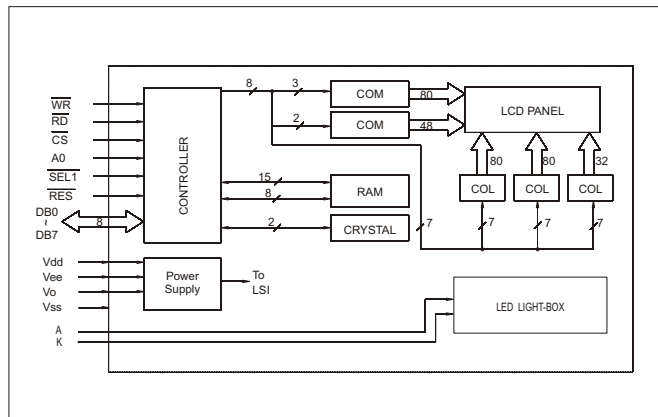 WR
RD
CS
A0
SEL1
RES
DB0
~
DB7
8
CONTROLLER
8
3
COM
80
2
COM
48
LCD PANEL
80
80
32
COL
COL
COL
7
7
7
7
15
8
RAM
2
CRYSTAL
Vdd
Vee
Vo
Vss
Power
Supply
To
LSI
A
K
LED LIGHT-BOX